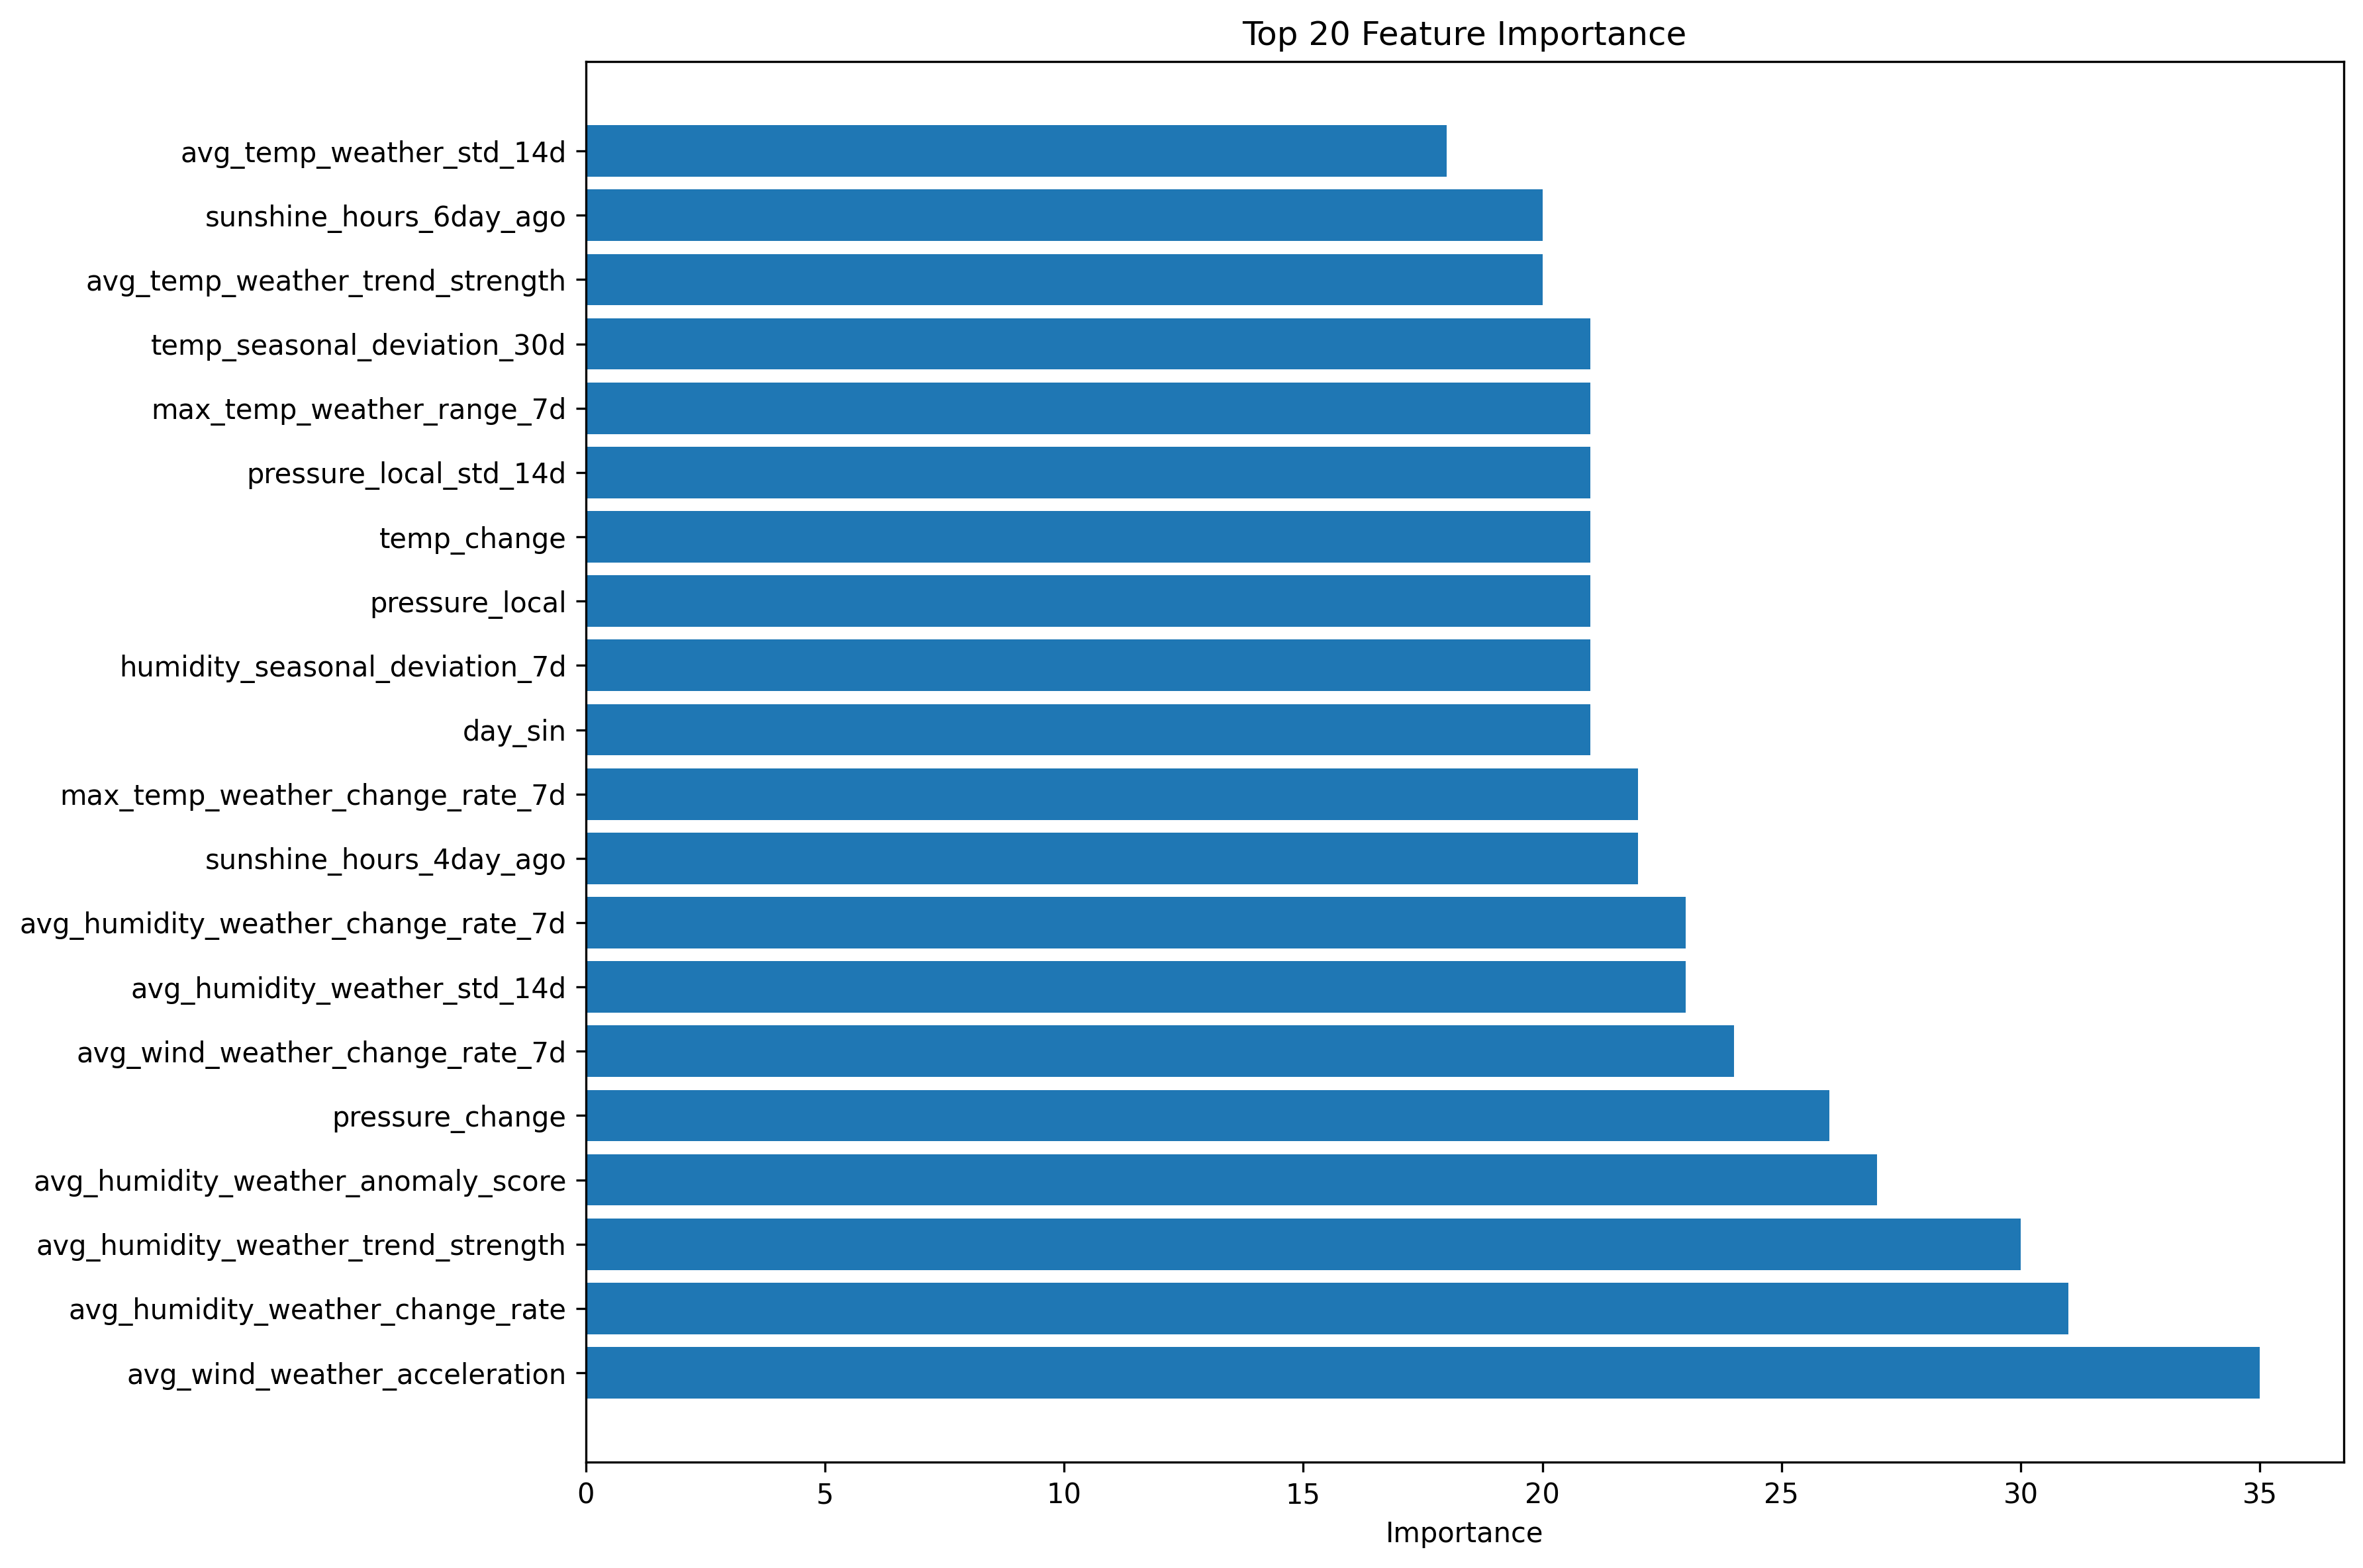 Top 20 Feature Importance
avg_temp_weather_std_14d
sunshine_hours_6day_ago
avg_temp_weather_trend_strength
temp_seasonal_deviation_30d
max_temp_weather_range_7d
pressure_local_std_14d
temp_change
pressure_local
humidity_seasonal_deviation_7d
day_sin
max_temp_weather_change_rate_7d
sunshine_hours_4day_ago
avg_humidity_weather_change_rate_7d
avg_humidity_weather_std_14d
avg_wind_weather_change_rate_7d
pressure_change
avg_humidity_weather_anomaly_score
avg_humidity_weather_trend_strength
avg_humidity_weather_change_rate
avg_wind_weather_acceleration
0 5 10 15 20 25 30 35
Importance